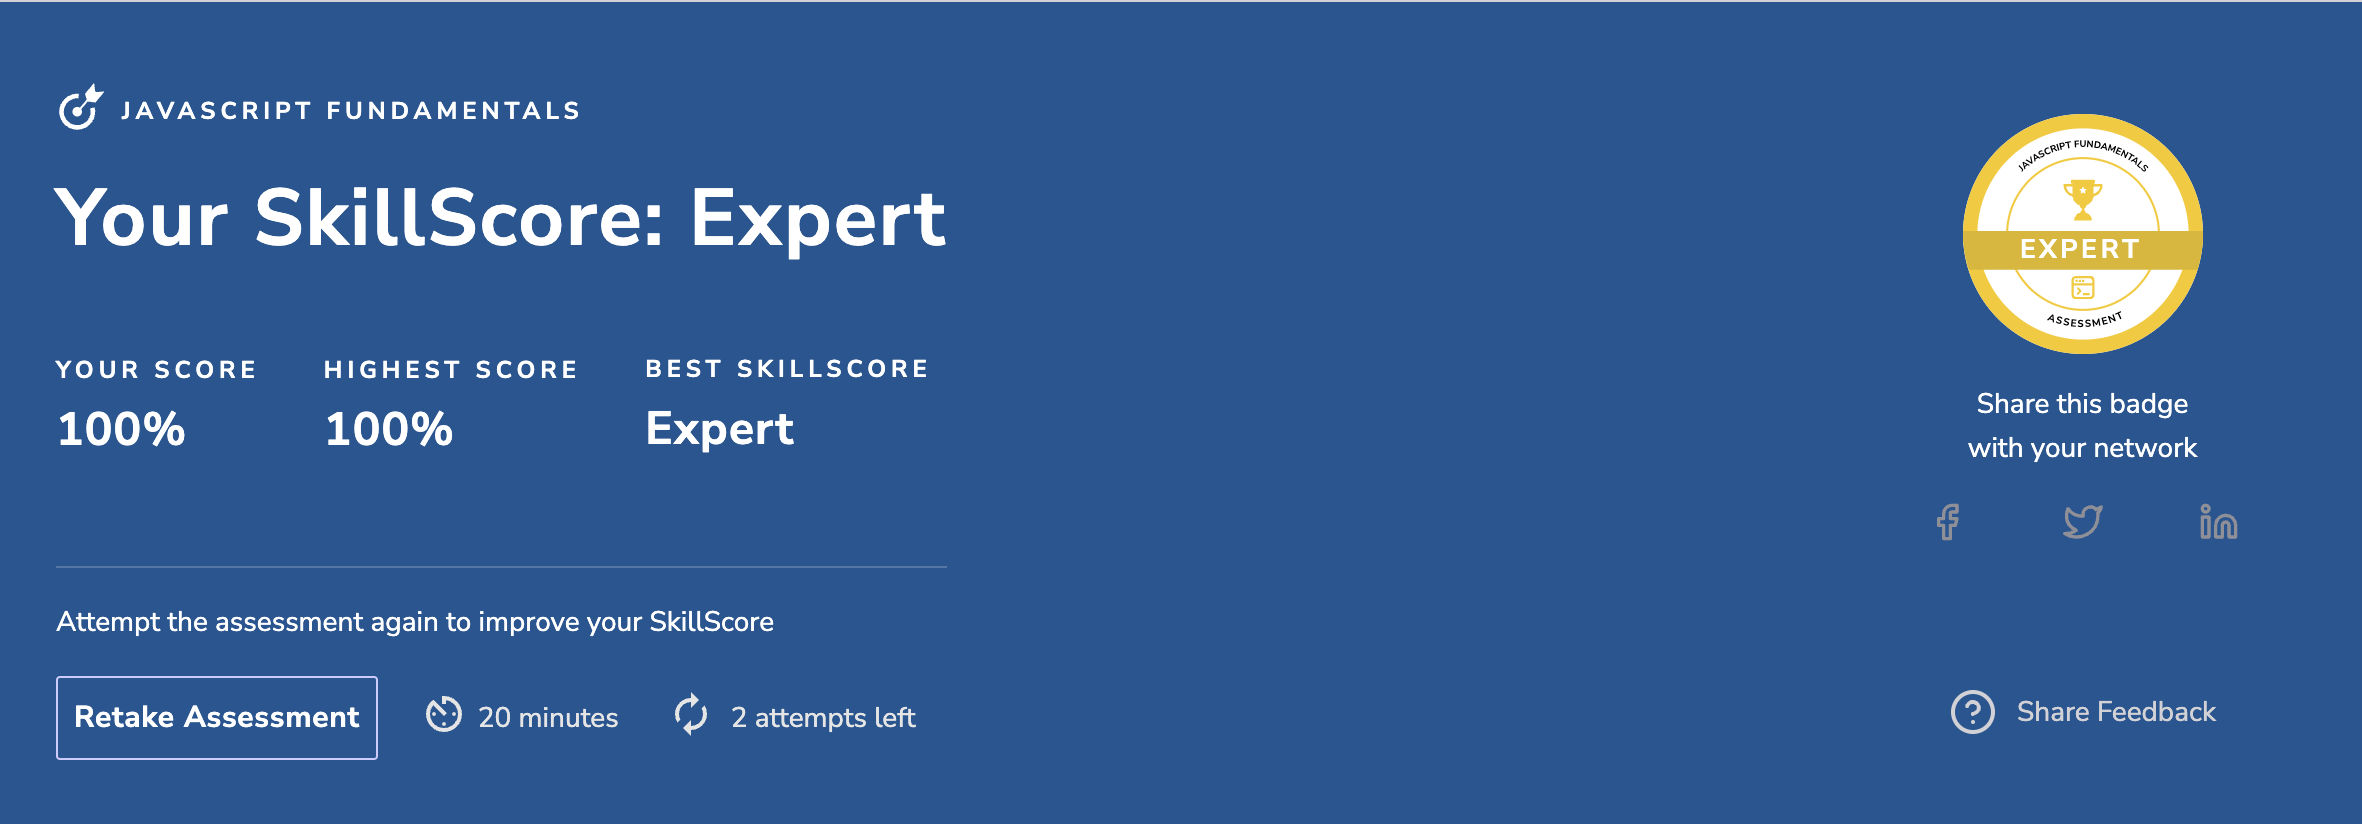 JAVASCRIPT FUNDAMENTALS
Your SkillScore: Expert
YOUR SCORE
100%
HIGHEST SCORE
100%
BEST SKILLSCORE
Expert
Attempt the assessment again to improve your SkillScore
Retake Assessment
20 minutes
2 attempts left
JAVASCRIPT FUNDAMENTALS
EXPERT
ASSESSMENT
Share this badge
with your network
Share Feedback